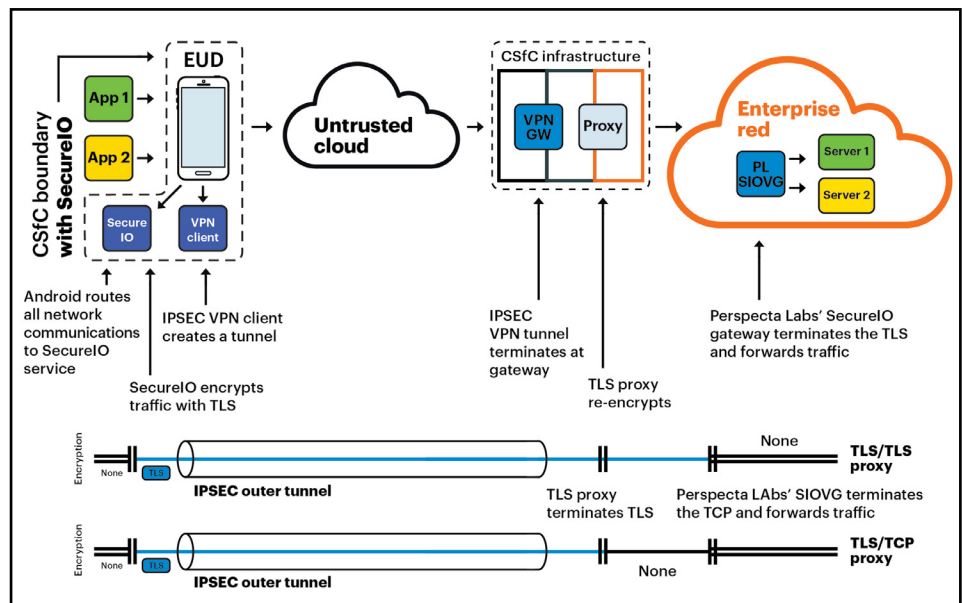 CSfC boundary
with SecureIO
EUD
App 1
App 2
Secure
IO
VPN
client
Untrusted
cloud
CSfC infrastructure
VPN
GW
Proxy
Enterprise
red
PL
SIOVG
Server 1
Server 2
Android routes
all network
communications
to SecureIO
service
IPSEC VPN client
creates a tunnel
SecureIO encrypts
traffic with TLS
IPSEC
VPN tunnel
terminates at
gateway
TLS proxy
re-encrypts
Perspecta Labs’ SecureIO
gateway terminates the TLS
and forwards traffic
Encryption
None
TLS
IPSEC outer tunnel
None
TLS/TLS
proxy
TLS proxy
terminates TLS
Perspecta LAbs’ SIOVG terminates
the TCP and forwards traffic
Encryption
None
TLS
IPSEC outer tunnel
None
TLS/TCP
proxy